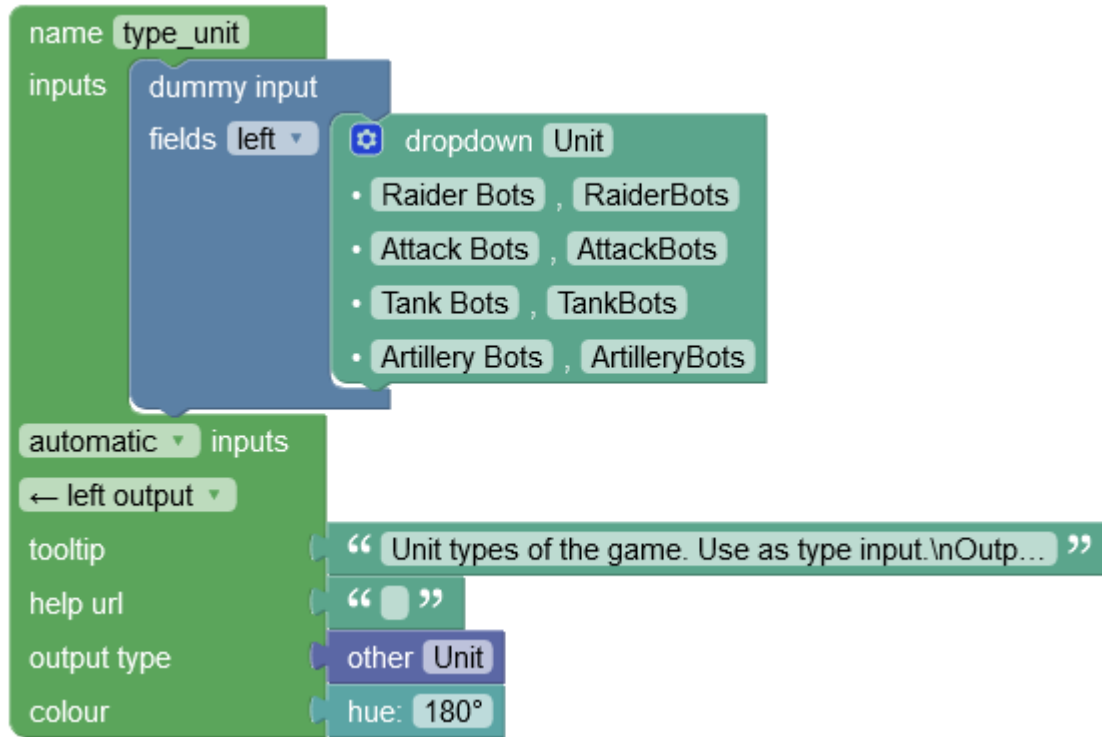 name type_unit
inputs dummy input
fields left dropdown Unit
• Raider Bots , RaiderBots
• Attack Bots , AttackBots
• Tank Bots , TankBots
• Artillery Bots , ArtilleryBots
automatic inputs
← left output
tooltip “ Unit types of the game. Use as type input.\nOutp... ”
help url “ ”
output type other Unit
colour hue: 180°